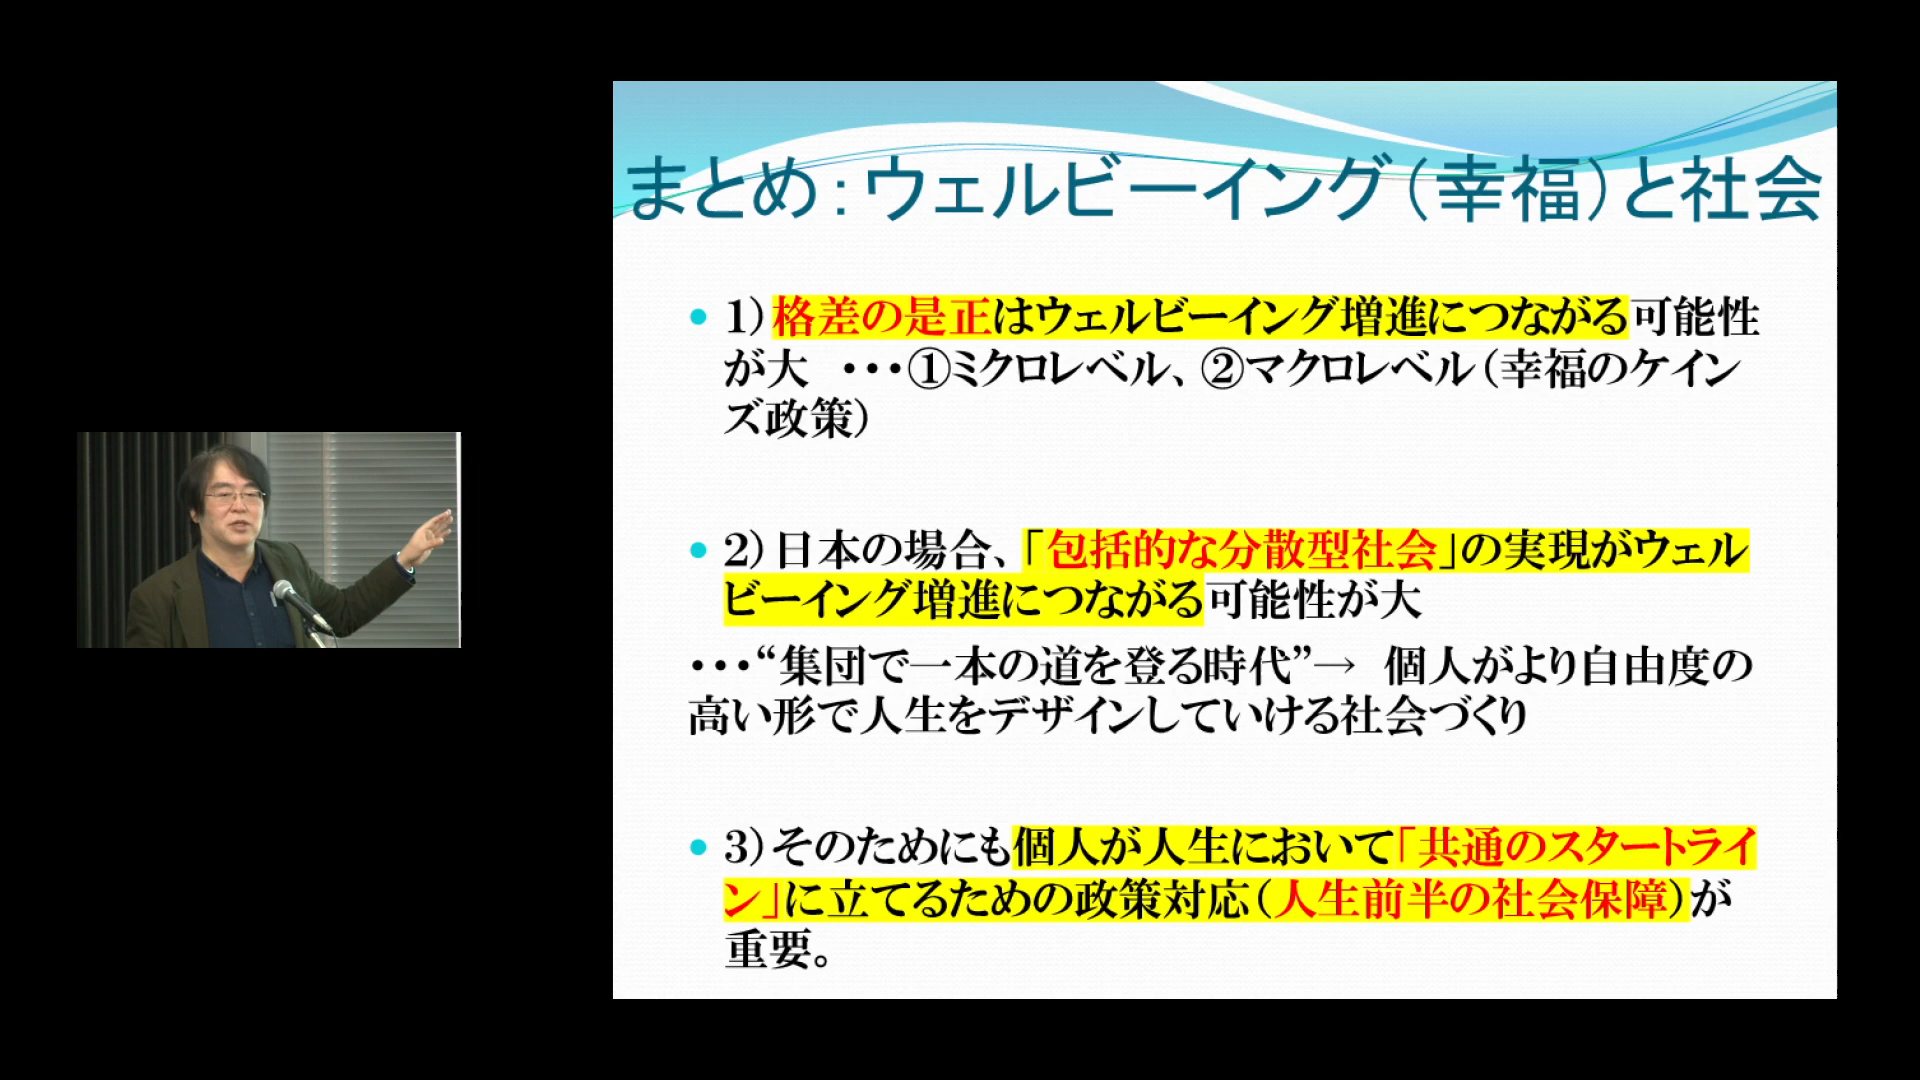 まとめ：ウェルビーイング（幸福）と社会
• 1）格差の是正はウェルビーイング増進につながる可能性
が大　・・・①ミクロレベル、②マクロレベル（幸福のケイン
ズ政策）
• 2）日本の場合、「包括的な分散型社会」の実現がウェル
ビーイング増進につながる可能性が大
・・・“集団で一本の道を登る時代”→　個人がより自由度の
高い形で人生をデザインしていける社会づくり
• 3）そのためにも個人が人生において「共通のスタートライ
ン」に立てるための政策対応（人生前半の社会保障）が
重要。